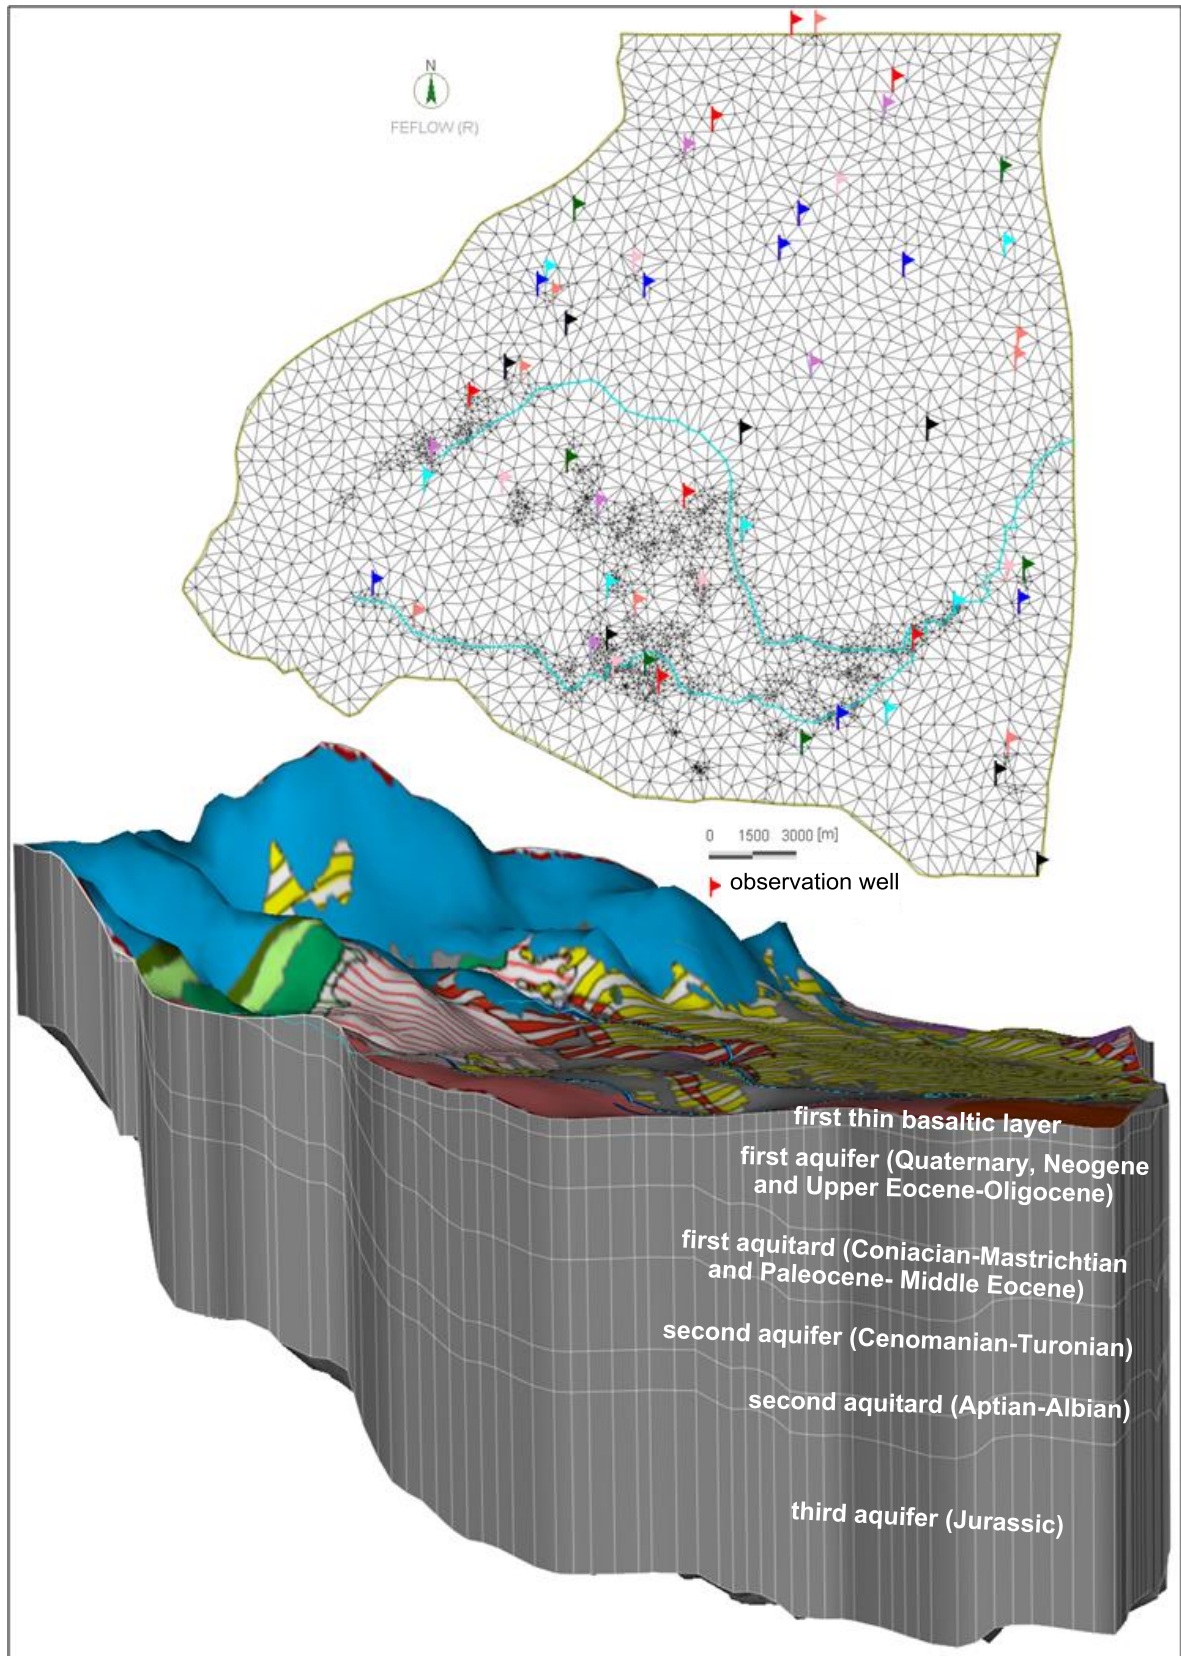 N
FEFLOW (R)
0 1500 3000 [m]
observation well
first thin basaltic layer
first aquifer (Quaternary, Neogene
and Upper Eocene-Oligocene)
first aquitard (Coniacian-Mastrichtian
and Paleocene- Middle Eocene)
second aquifer (Cenomanian-Turonian)
second aquitard (Aptian-Albian)
third aquifer (Jurassic)